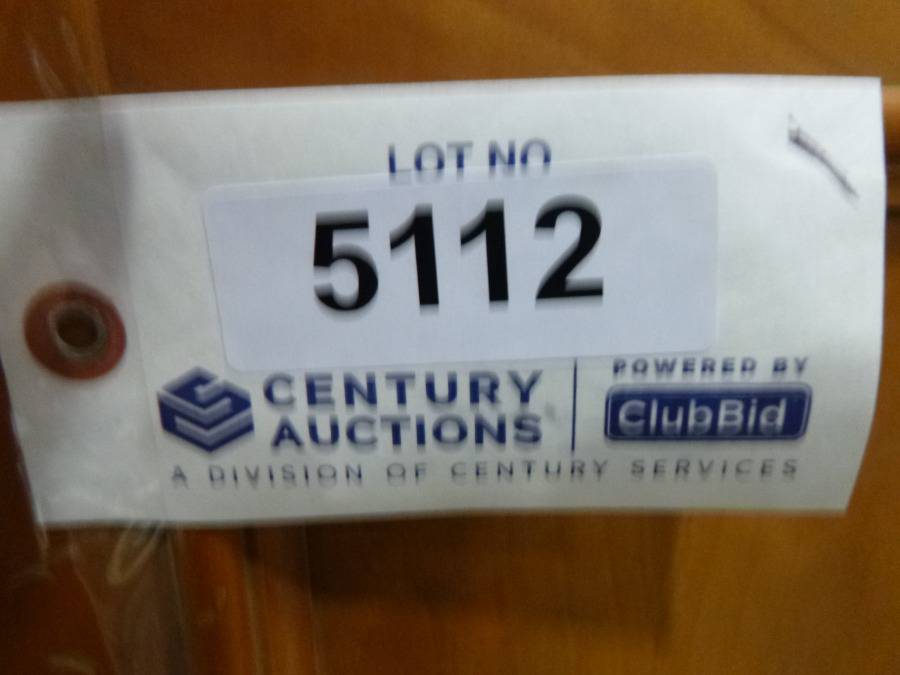 LOT NO
5112
CENTURY
AUCTIONS
POWERED BY
ClubBid
A DIVISION OF CENTURY SERVICES